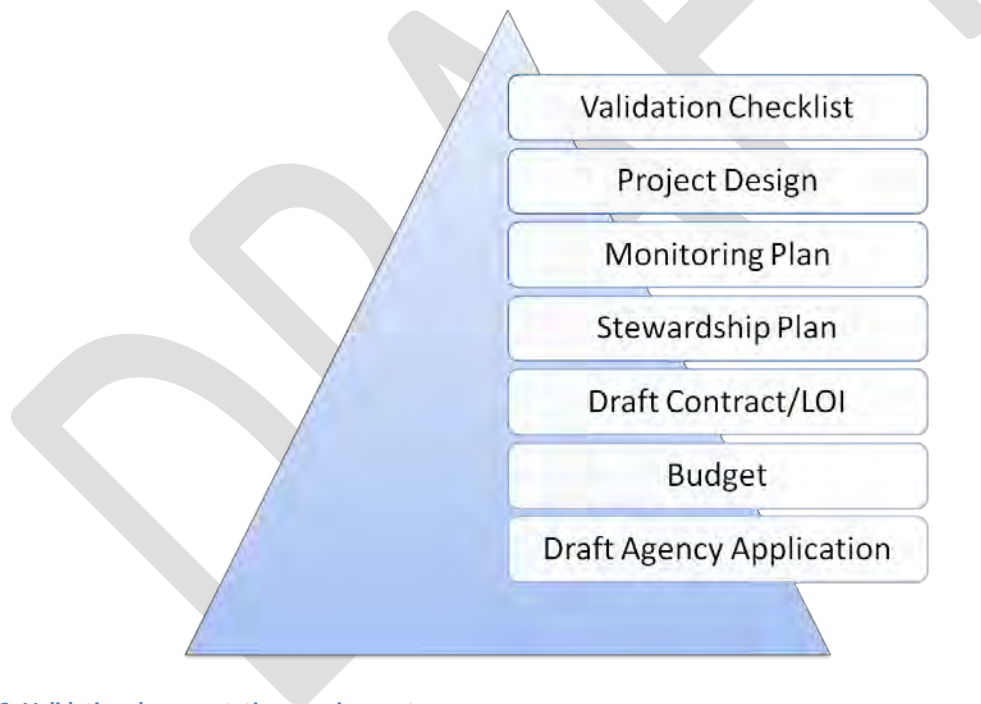 Validation Checklist
Project Design
Monitoring Plan
Stewardship Plan
Draft Contract/LOI
Budget
Draft Agency Application